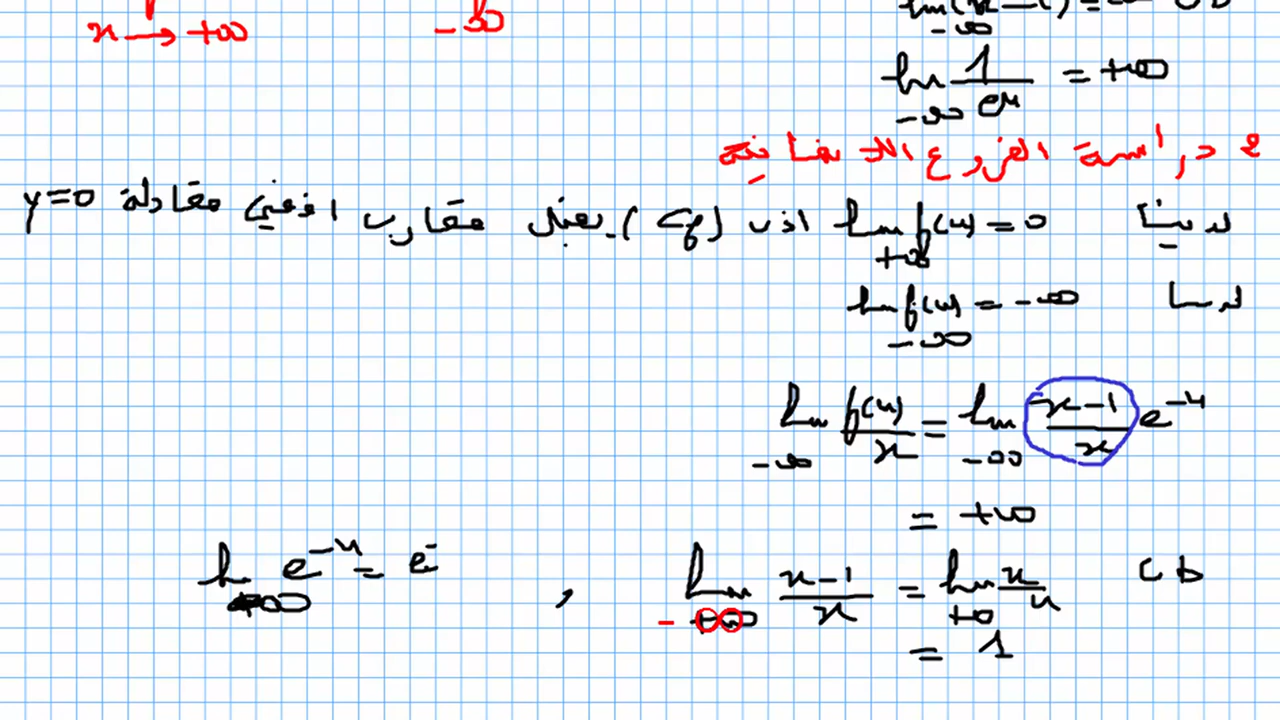 x → +∞
-∞
lim 1/e^x = +∞
-∞
2 دراسة الفروع اللانهائية
لدينا lim f(x) = 0 اذن (Cf) يقبل مقارب افقي معادلة y=0
+∞
لدينا lim f(x) = -∞
-∞
lim f(x)/x = lim (x-1)/x e^-x
-∞ -∞
= +∞
lim (x-1)/x = lim x/x , lim e^-x = e^-
-∞ +∞
= 1